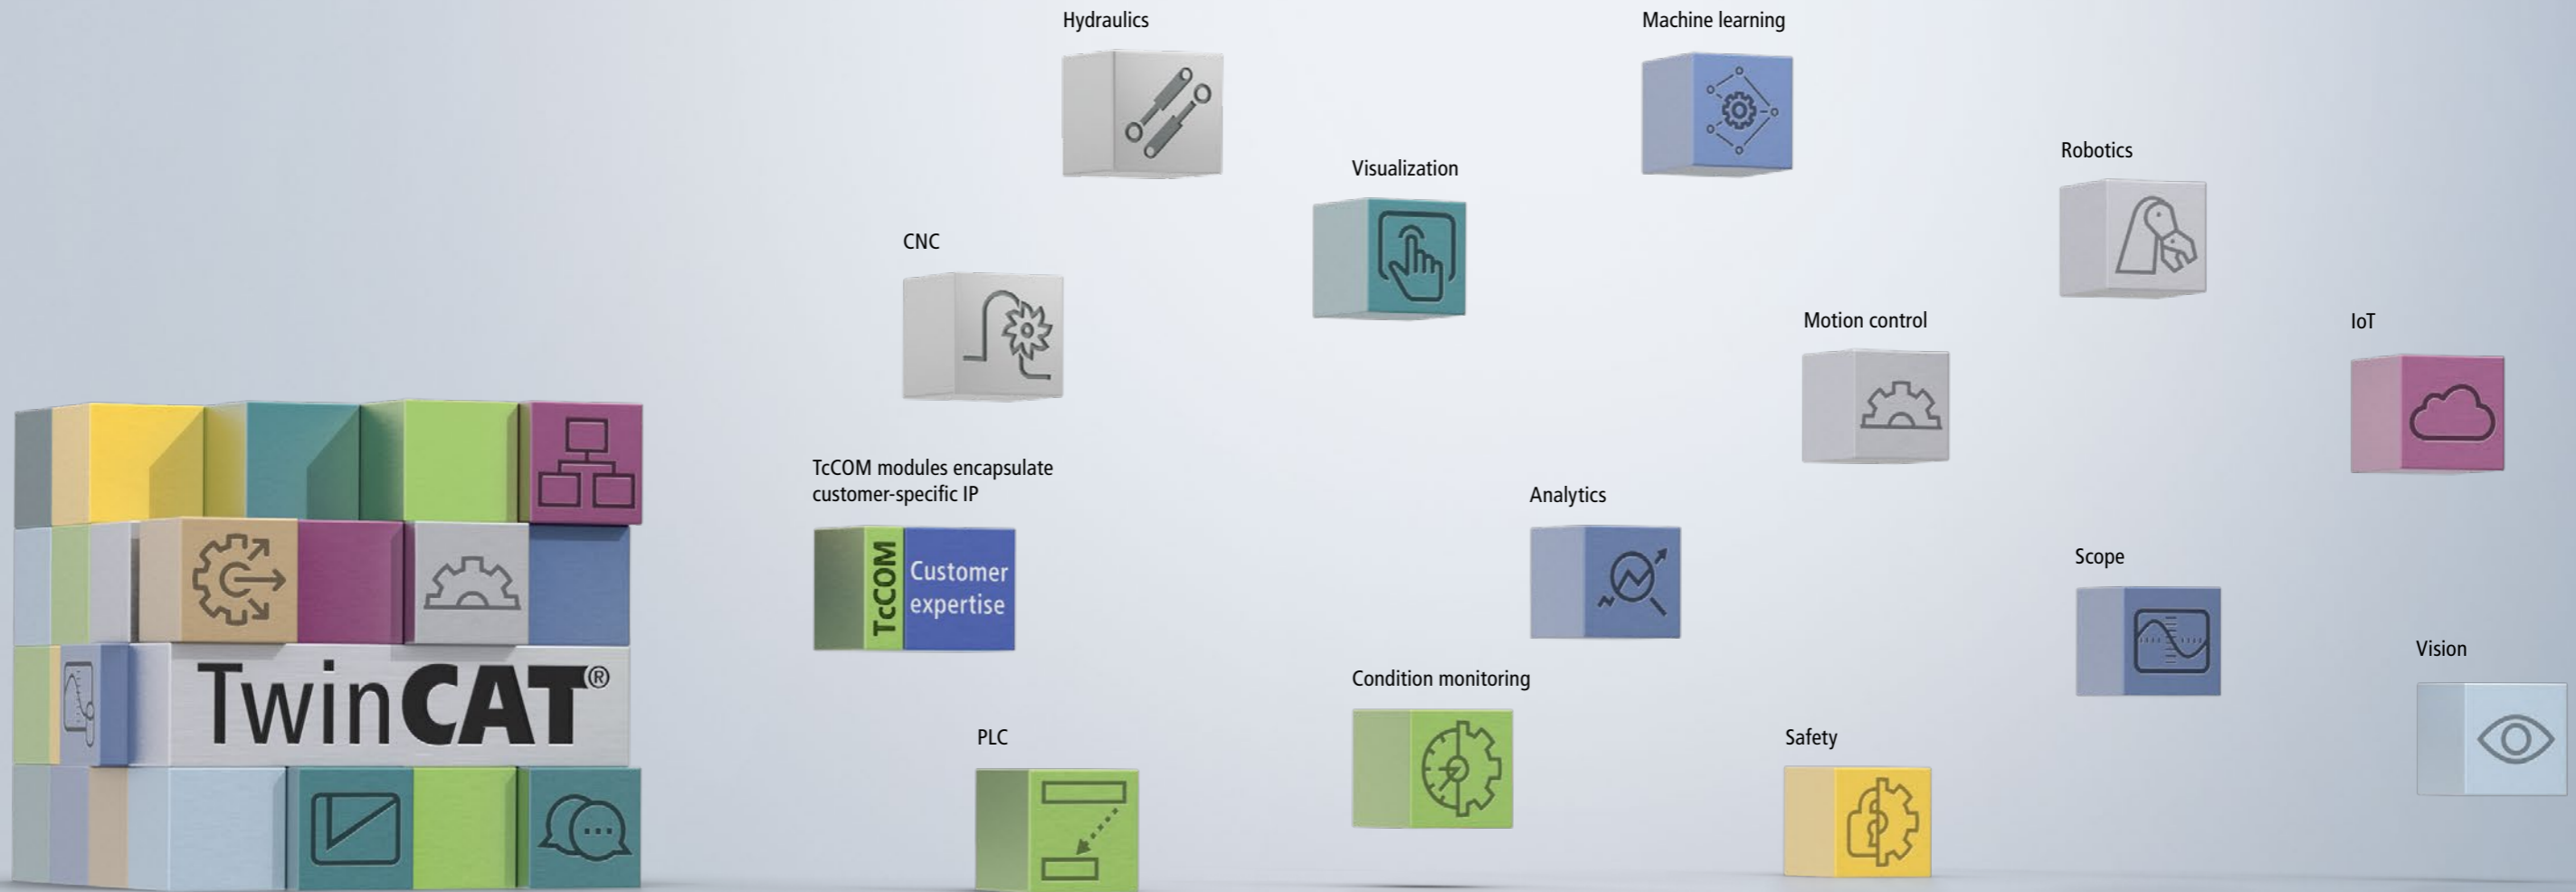 Hydraulics
Machine learning
Robotics
Visualization
CNC
Motion control
IoT
TcCOM modules encapsulate
customer-specific IP
Analytics
TcCOM
Customer
expertise
Scope
Vision
TwinCAT®
Condition monitoring
PLC
Safety